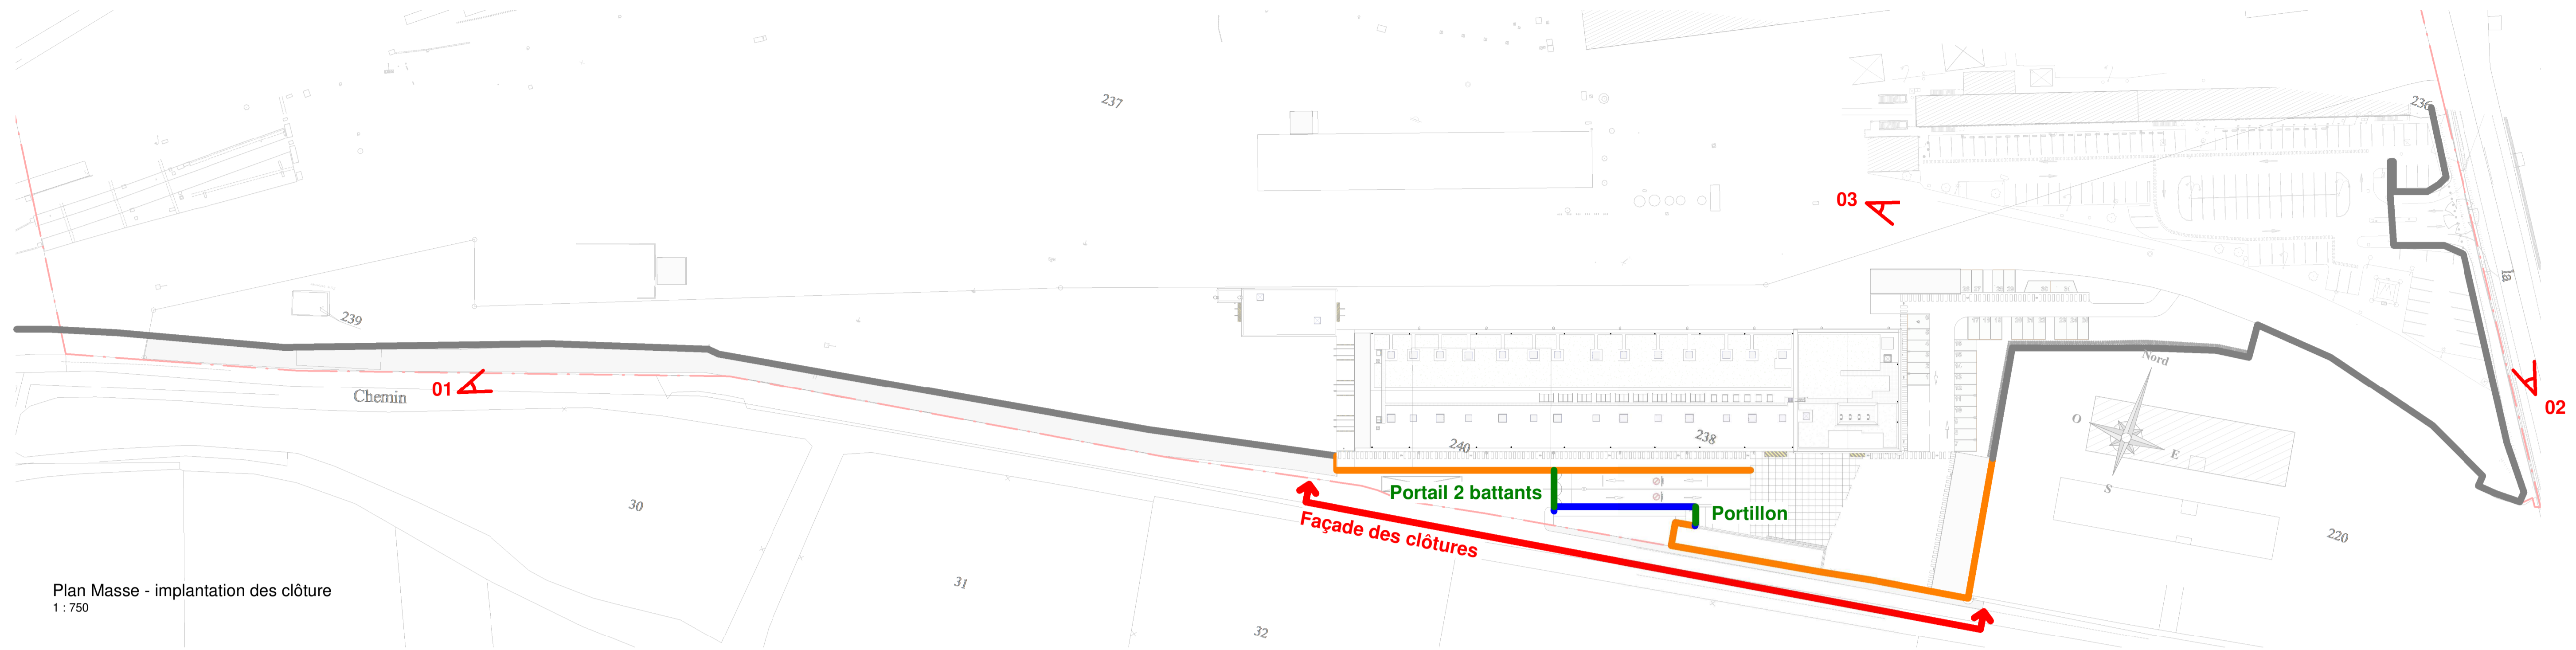 237
236
03
la
239
Nord
01
Chemin
02
O
E
S
240
238
Portail 2 battants
Portillon
Façade des clôtures
30
220
31
32
Plan Masse - implantation des clôture
1 : 750